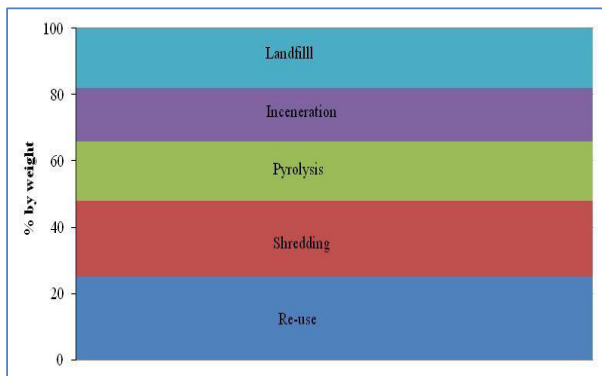 100
Landfilll
80
Inceneration
60
Pyrolysis
% by weight
40
Shredding
20
Re-use
0